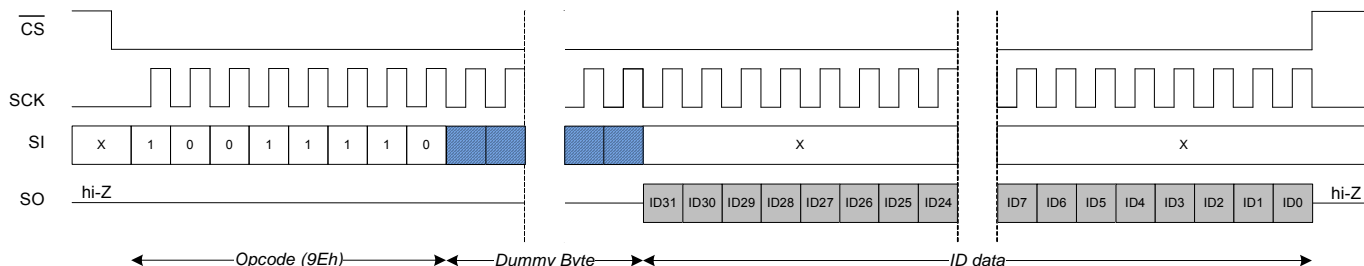 CS
SCK
SI X 1 0 0 1 1 1 1 0 X X
SO hi-Z ID31 ID30 ID29 ID28 ID27 ID26 ID25 ID24 ID7 ID6 ID5 ID4 ID3 ID2 ID1 ID0 hi-Z
Opcode (9Eh) Dummy Byte ID data